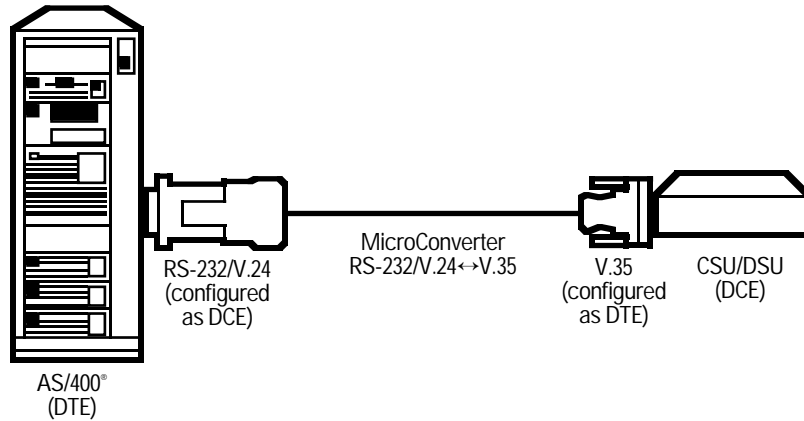 MicroConverter
RS-232/V.24↔V.35
RS-232/V.24
(configured
as DCE)
V.35
(configured
as DTE)
CSU/DSU
(DCE)
AS/400®
(DTE)